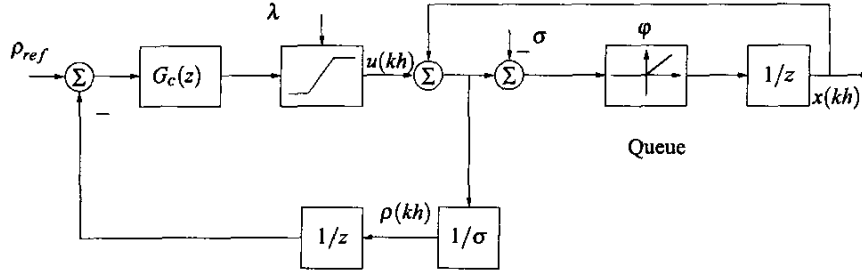 λ
ρ_ref
Σ
G_c(z)
u(kh)
Σ
− σ
Σ
φ
1/z
x(kh)
−
Queue
ρ(kh)
1/z
1/σ